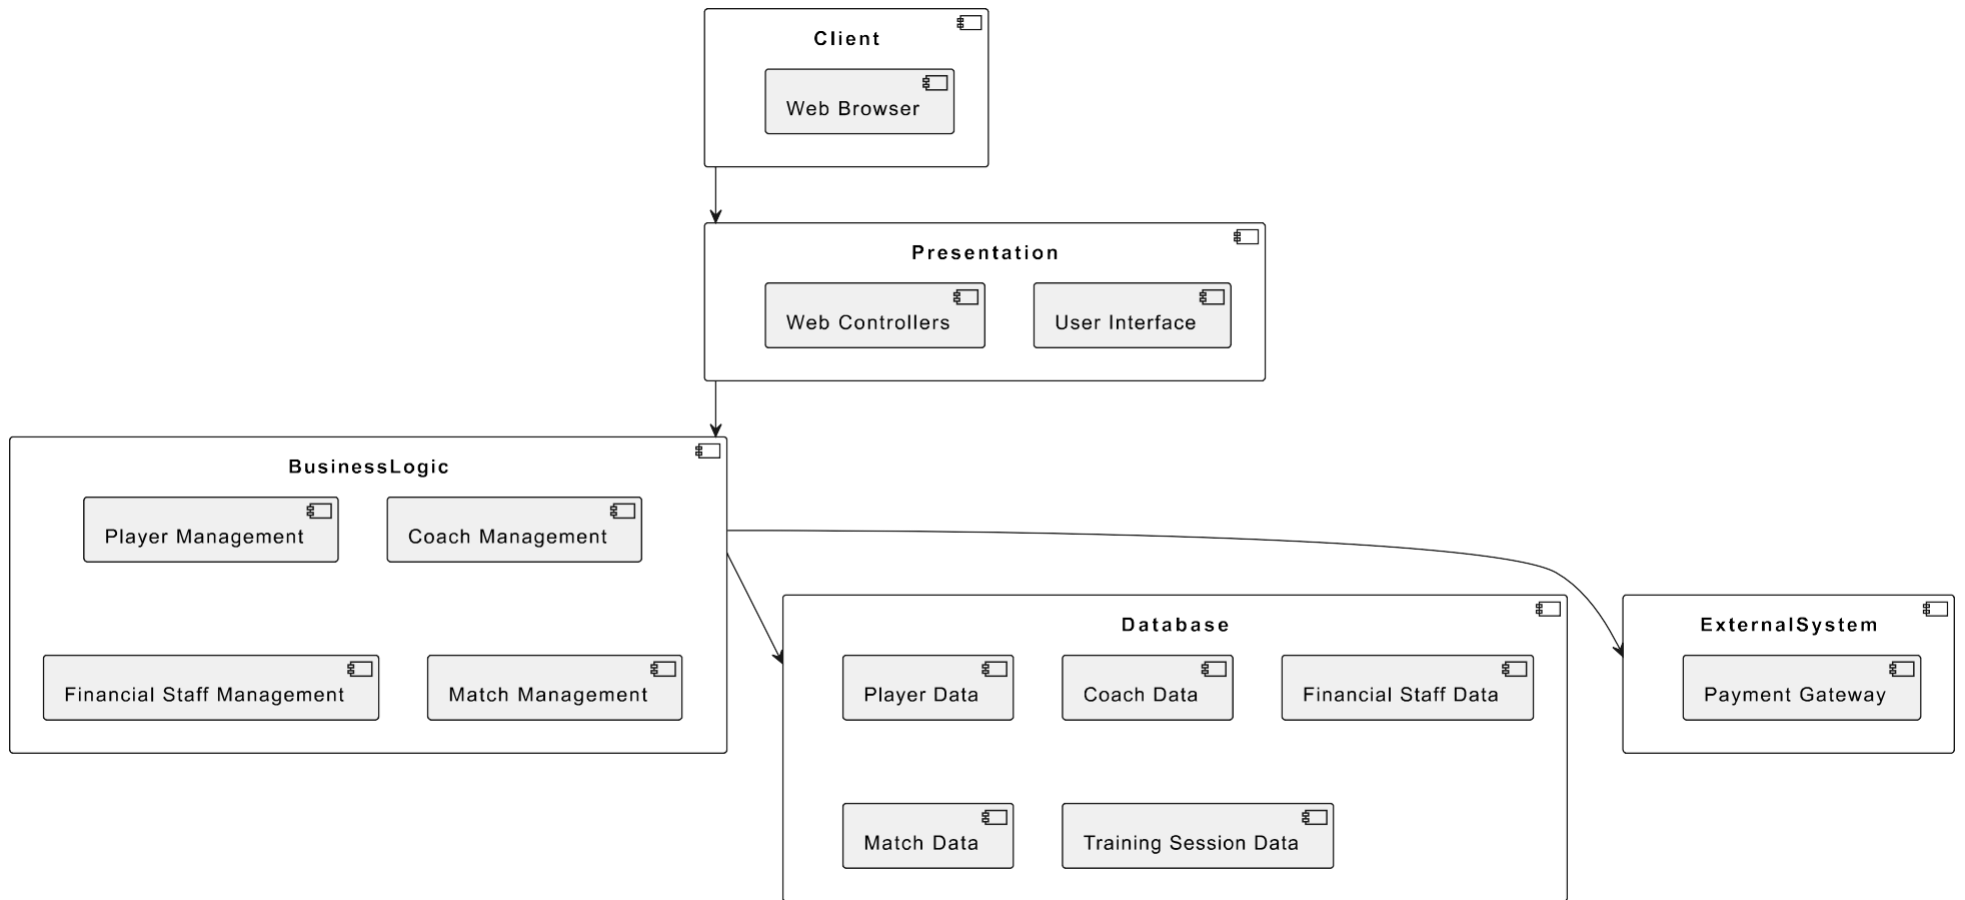 Client
Web Browser
Presentation
Web Controllers
User Interface
BusinessLogic
Player Management
Coach Management
Financial Staff Management
Match Management
Database
Player Data
Coach Data
Financial Staff Data
Match Data
Training Session Data
ExternalSystem
Payment Gateway